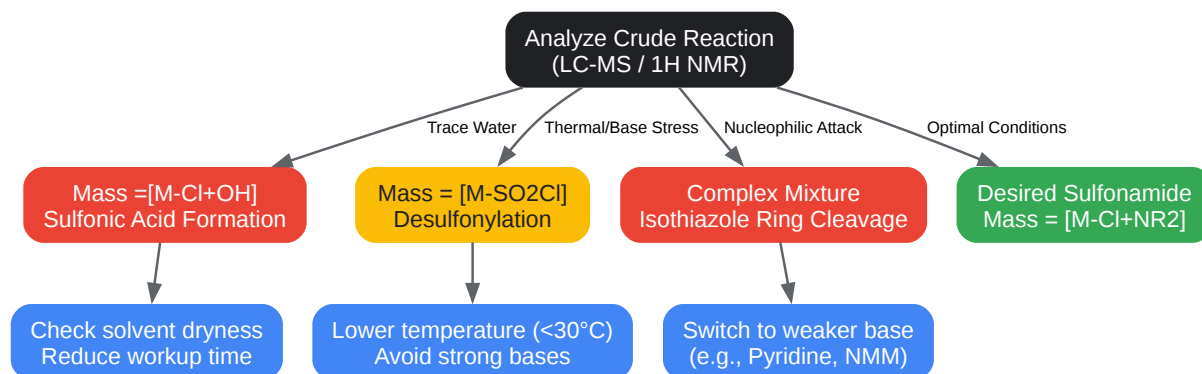 Analyze Crude Reaction
(LC-MS / 1H NMR)
Trace Water
Thermal/Base Stress
Nucleophilic Attack
Optimal Conditions
Mass =[M-Cl+OH]
Sulfonic Acid Formation
Mass = [M-SO2Cl]
Desulfonylation
Complex Mixture
Isothiazole Ring Cleavage
Desired Sulfonamide
Mass = [M-Cl+NR2]
Check solvent dryness
Reduce workup time
Lower temperature (<30°C)
Avoid strong bases
Switch to weaker base
(e.g., Pyridine, NMM)